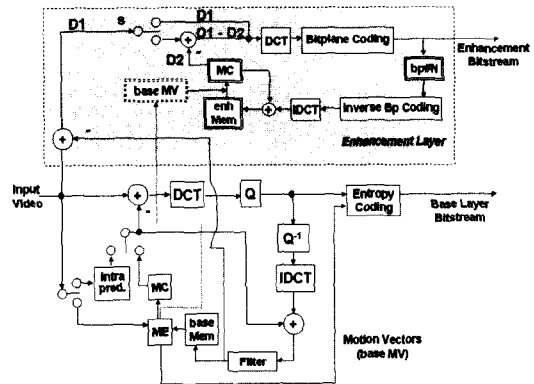 D1
s
D1
D1 - D2
D2
DCT
Bitplane Coding
Enhancement
Bitstream
MC
bp#N
base MV
enh
Mem
IDCT
Inverse Bp Coding
Enhancement Layer
Input
Video
DCT
Q
Entropy
Coding
Base Layer
Bitstream
Q-1
IDCT
Intra
pred.
MC
ME
base
Mem
Filter
Motion Vectors
(base MV)